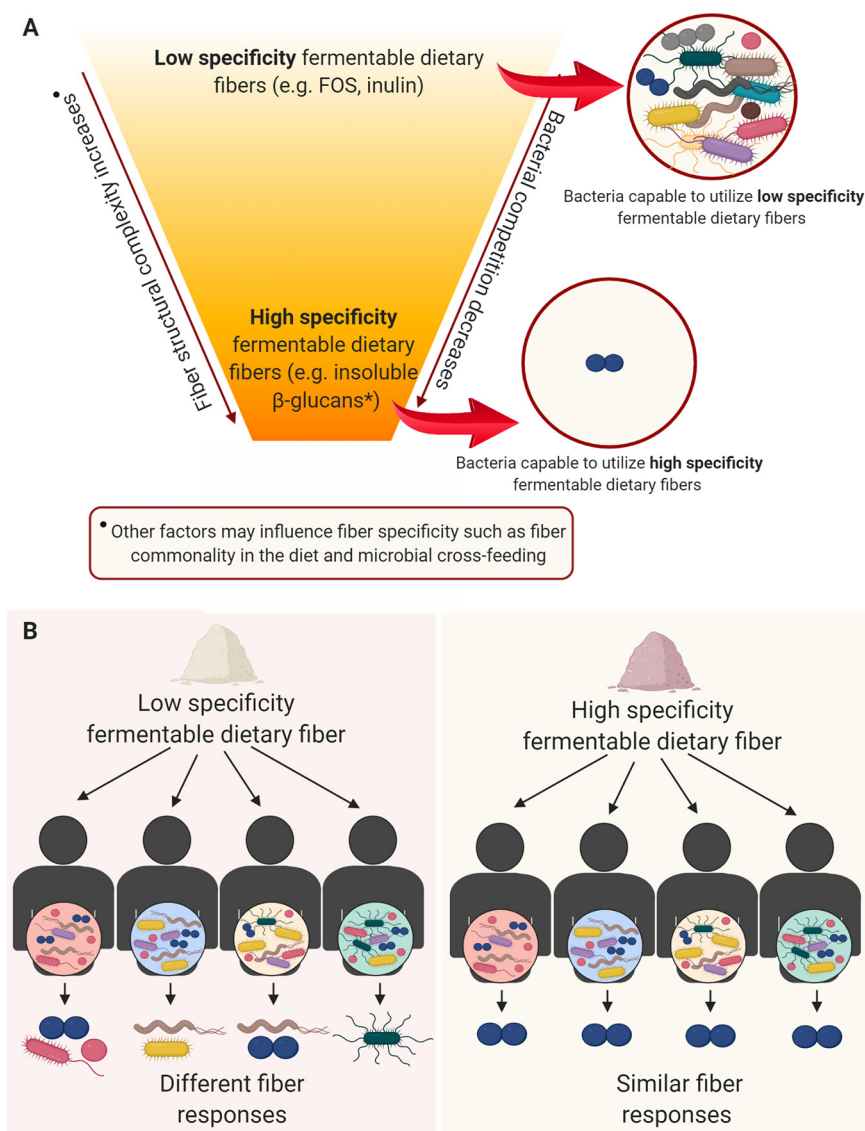 A
Low specificity fermentable dietary
fibers (e.g. FOS, inulin)
• Fiber structural complexity increases
Bacterial competition decreases
Bacteria capable to utilize low specificity
fermentable dietary fibers
High specificity
fermentable dietary
fibers (e.g. insoluble
β-glucans*)
Bacteria capable to utilize high specificity
fermentable dietary fibers
• Other factors may influence fiber specificity such as fiber
commonality in the diet and microbial cross-feeding
B
Low specificity
fermentable dietary fiber
Different fiber
responses
High specificity
fermentable dietary fiber
Similar fiber
responses